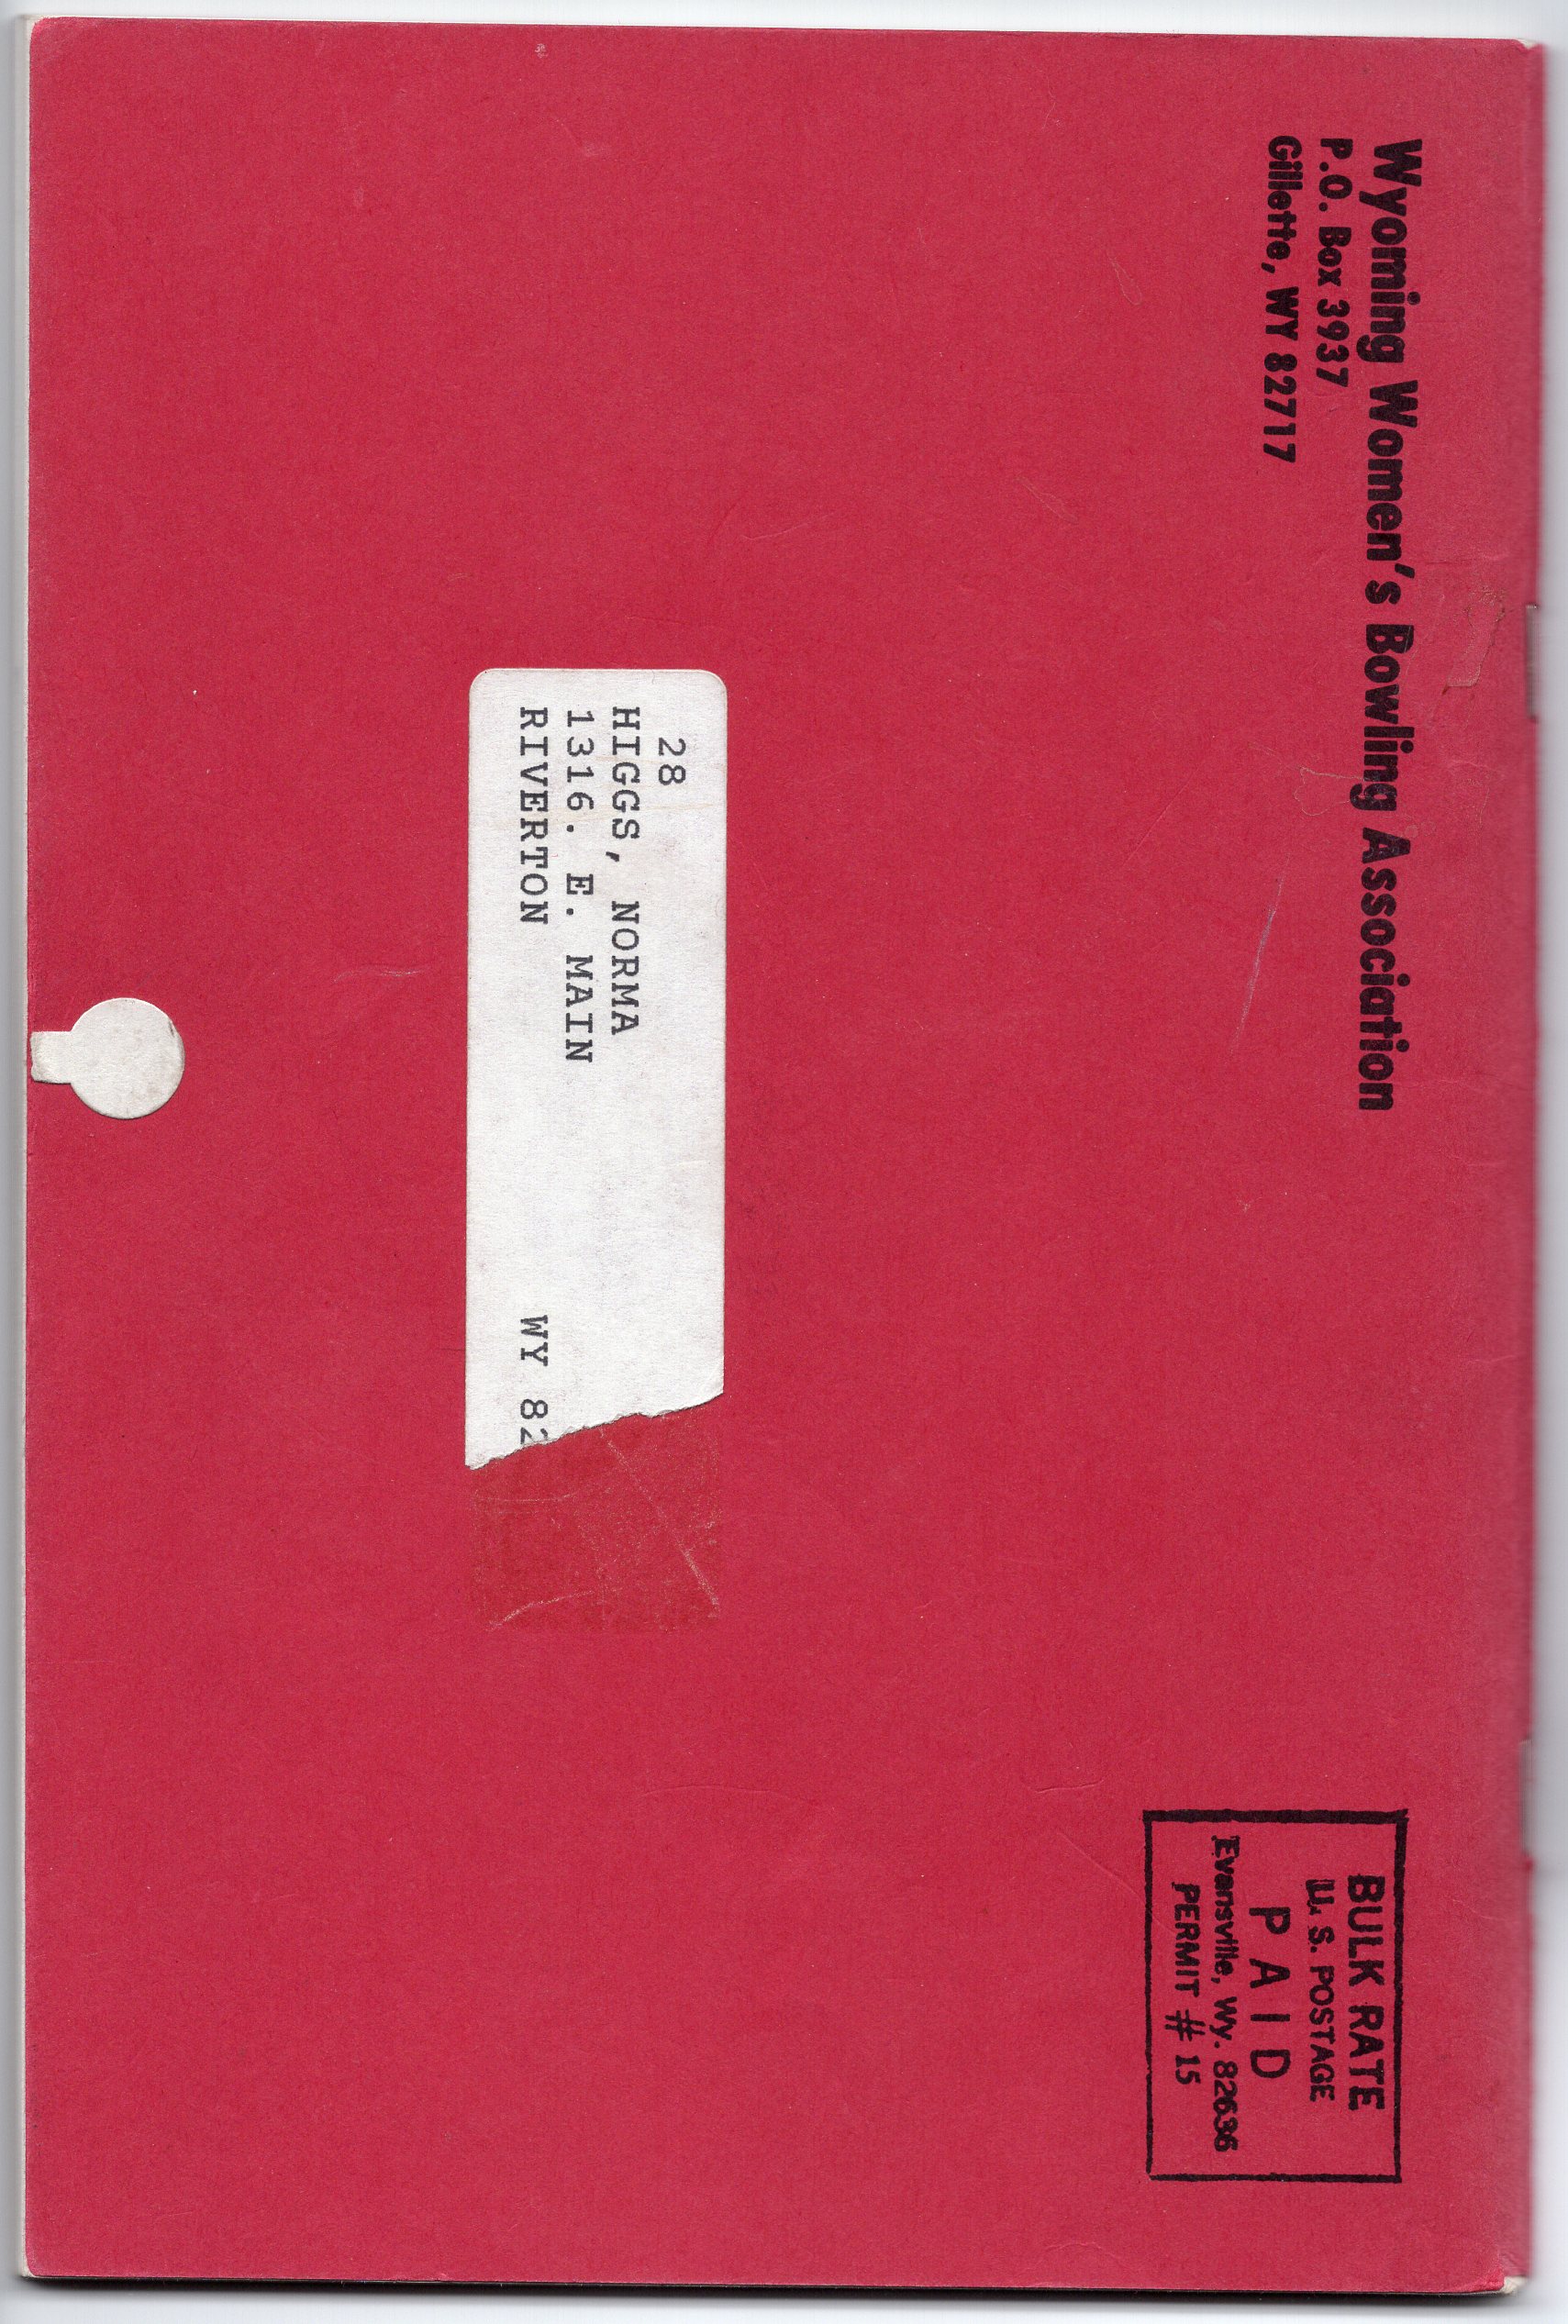 Wyoming Women's Bowling Association
P.O. Box 3937
Gillette, WY 82717
BULK RATE
U. S. POSTAGE
PAID
Evansville, Wy. 82636
PERMIT # 15
28
HIGGS, NORMA
1316. E. MAIN
RIVERTON WY 82